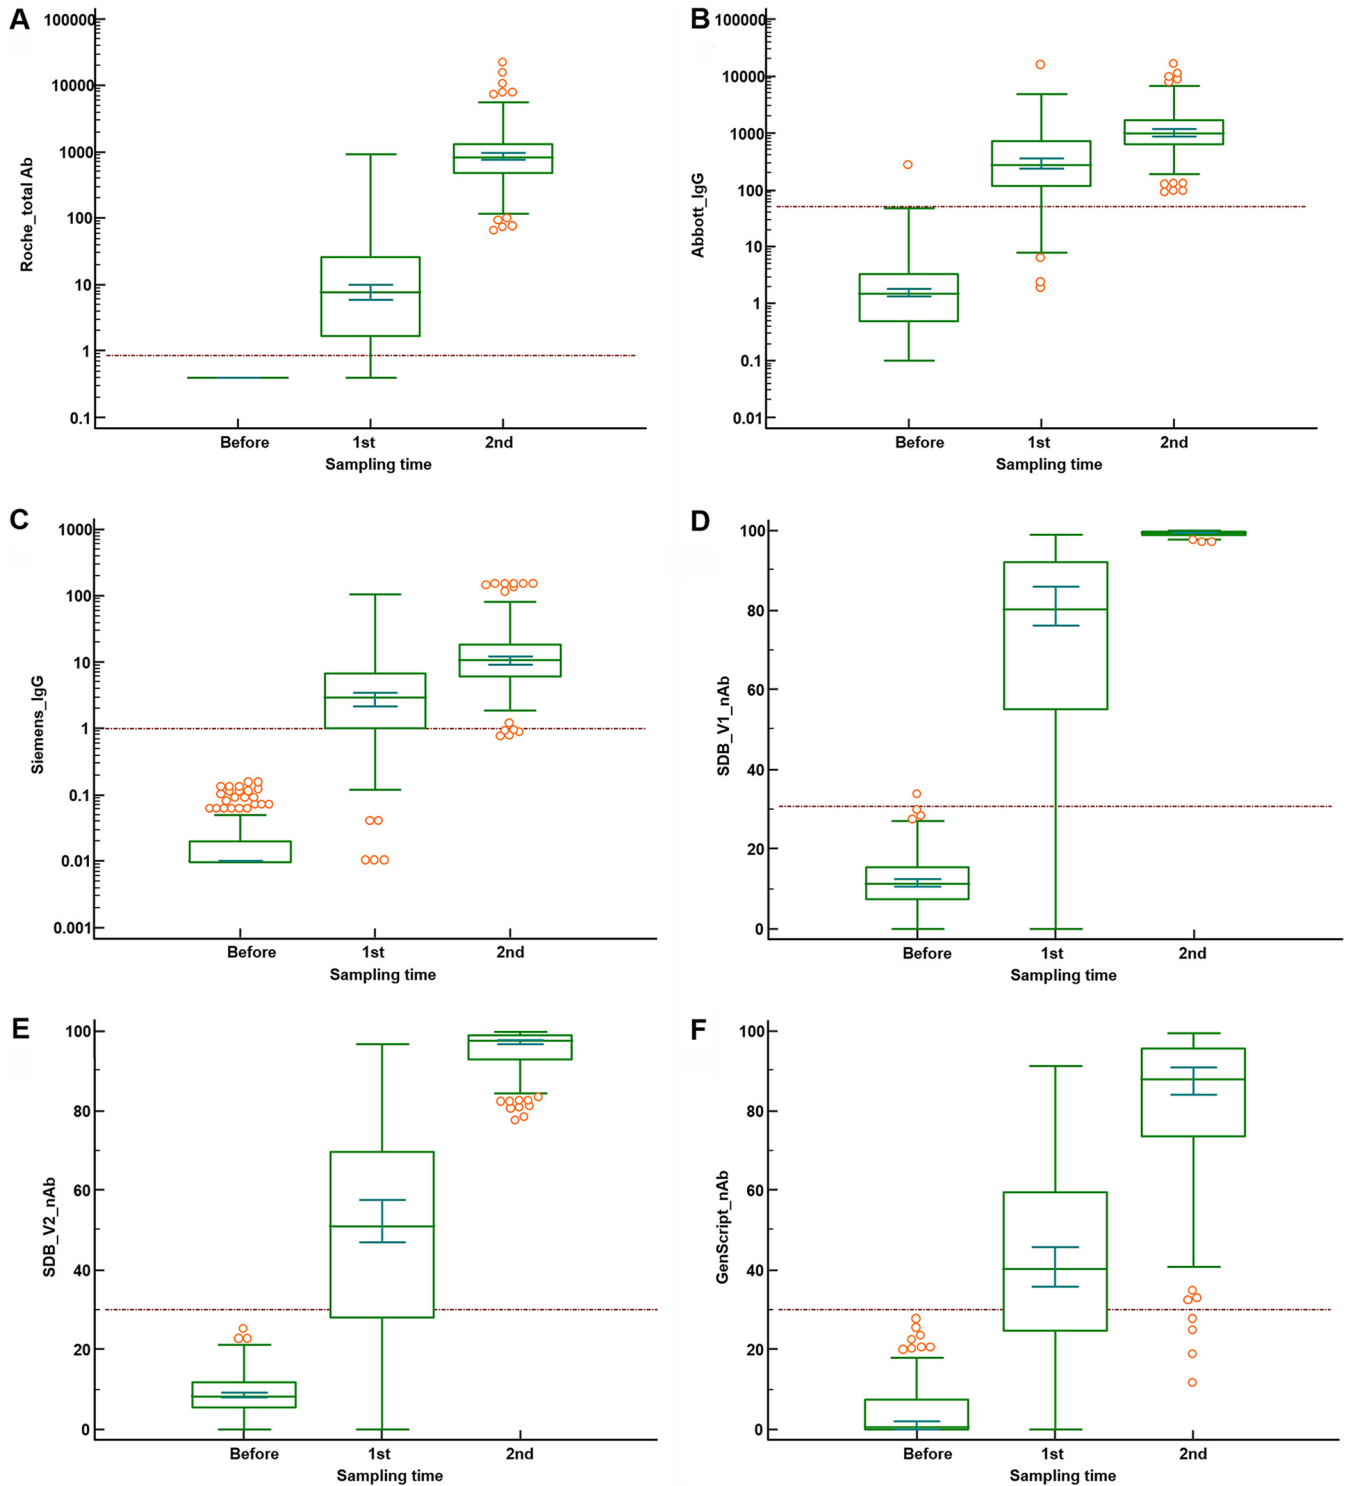 A
100000
10000
1000
100
10
1
0.1
Roche_total Ab
Before 1st 2nd
Sampling time
B
100000
10000
1000
100
10
1
0.1
0.01
Abbott_IgG
Before 1st 2nd
Sampling time
C
1000
100
10
1
0.1
0.01
0.001
Siemens_IgG
Before 1st 2nd
Sampling time
D
100
80
60
40
20
0
SDB_V1_nAb
Before 1st 2nd
Sampling time
E
100
80
60
40
20
0
SDB_V2_nAb
Before 1st 2nd
Sampling time
F
100
80
60
40
20
0
GenScript_nAb
Before 1st 2nd
Sampling time